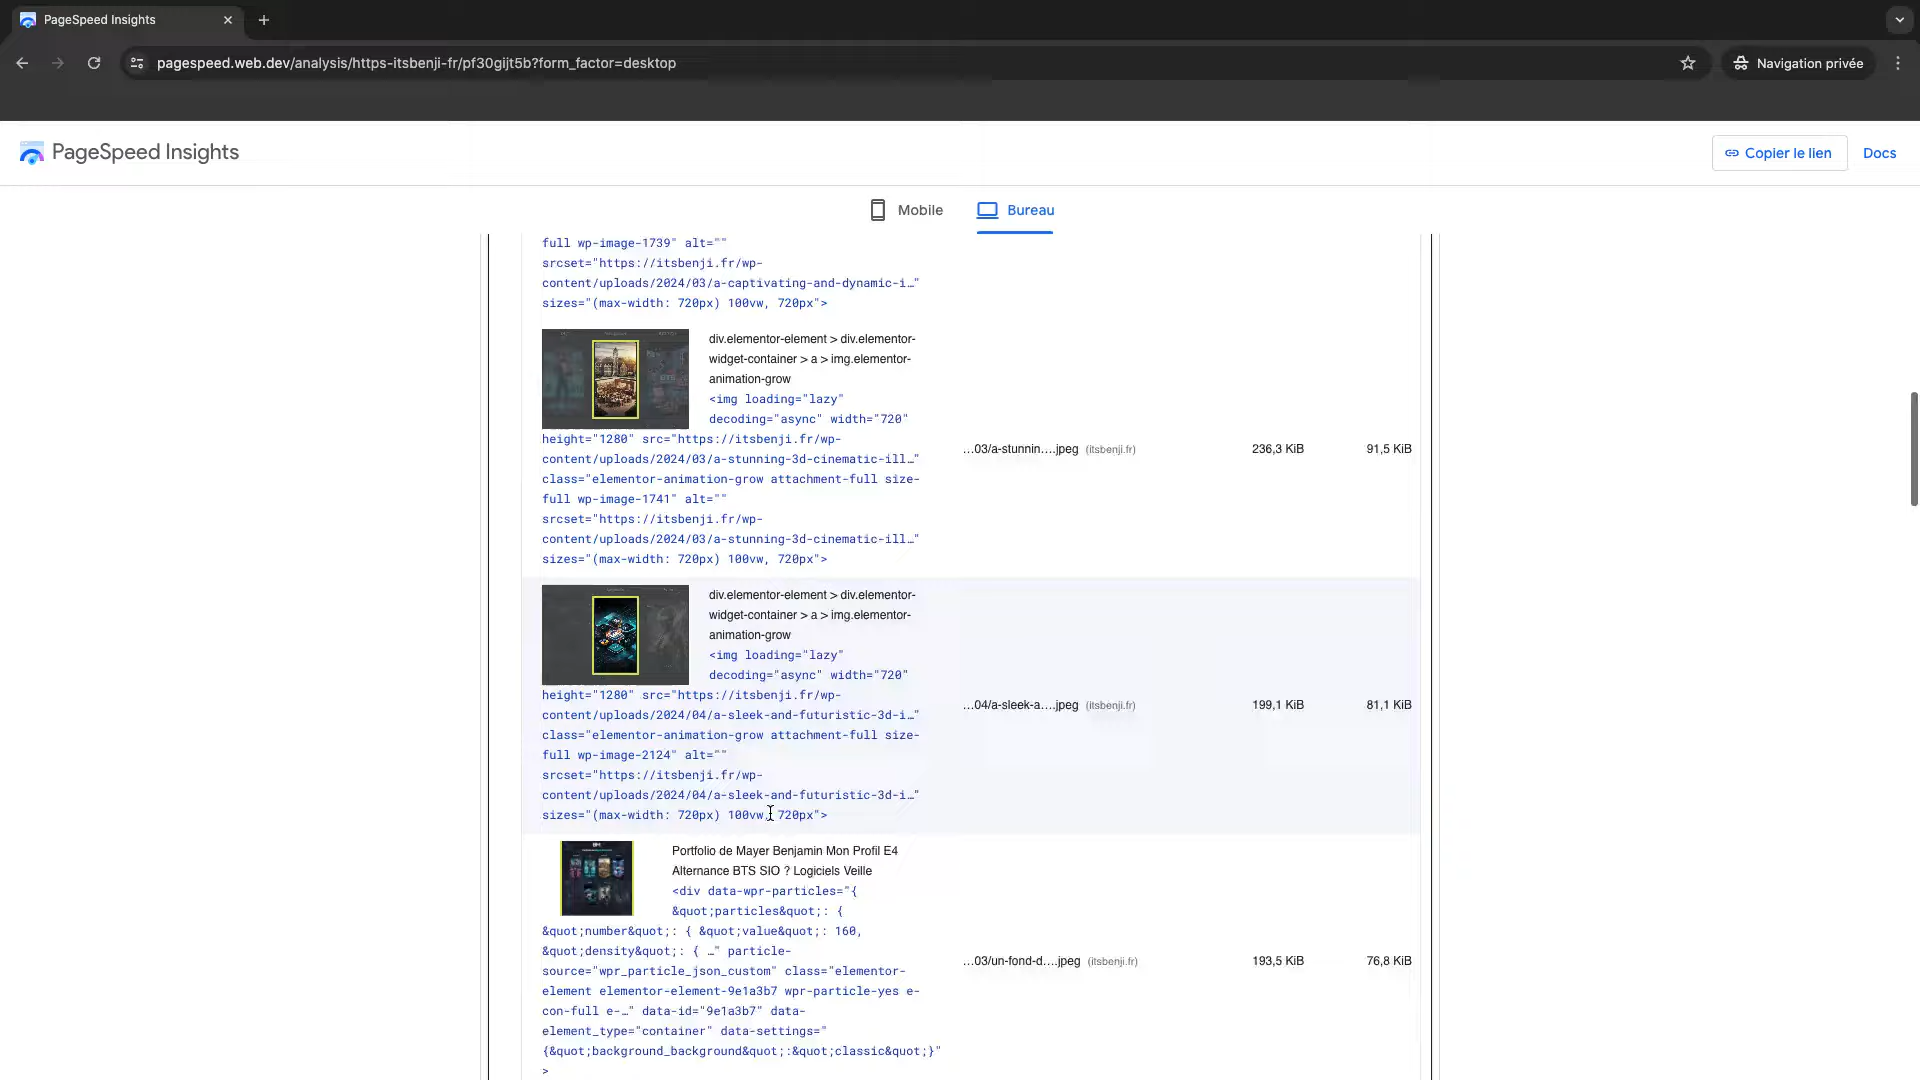 PageSpeed Insights
pagespeed.web.dev/analysis/https-itsbenji-fr/pf30gijt5b?form_factor=desktop
Navigation privée
PageSpeed Insights
Copier le lien
Docs
Mobile
Bureau
full wp-image-1739" alt=""
srcset="https://itsbenji.fr/wp-
content/uploads/2024/03/a-captivating-and-dynamic-i…"
sizes="(max-width: 720px) 100vw, 720px">
div.elementor-element > div.elementor-
widget-container > a > img.elementor-
animation-grow
<img loading="lazy"
decoding="async" width="720"
height="1280" src="https://itsbenji.fr/wp-
content/uploads/2024/03/a-stunning-3d-cinematic-ill…"
class="elementor-animation-grow attachment-full size-
full wp-image-1741" alt=""
srcset="https://itsbenji.fr/wp-
content/uploads/2024/03/a-stunning-3d-cinematic-ill…"
sizes="(max-width: 720px) 100vw, 720px">
…03/a-stunnin….jpeg (itsbenji.fr) 236,3 KiB 91,5 KiB
div.elementor-element > div.elementor-
widget-container > a > img.elementor-
animation-grow
<img loading="lazy"
decoding="async" width="720"
height="1280" src="https://itsbenji.fr/wp-
content/uploads/2024/04/a-sleek-and-futuristic-3d-i…"
class="elementor-animation-grow attachment-full size-
full wp-image-2124" alt=""
srcset="https://itsbenji.fr/wp-
content/uploads/2024/04/a-sleek-and-futuristic-3d-i…"
sizes="(max-width: 720px) 100vw, 720px">
…04/a-sleek-a….jpeg (itsbenji.fr) 199,1 KiB 81,1 KiB
Portfolio de Mayer Benjamin Mon Profil E4
Alternance BTS SIO ? Logiciels Veille
<div data-wpr-particles="{
&quot;particles&quot;: {
&quot;number&quot;: { &quot;value&quot;: 160,
&quot;density&quot;: { …" particle-
source="wpr_particle_json_custom" class="elementor-
element elementor-element-9e1a3b7 wpr-particle-yes e-
con-full e-…" data-id="9e1a3b7" data-
element_type="container" data-settings="
{&quot;background_background&quot;:&quot;classic&quot;}"
>
…03/un-fond-d….jpeg (itsbenji.fr) 193,5 KiB 76,8 KiB